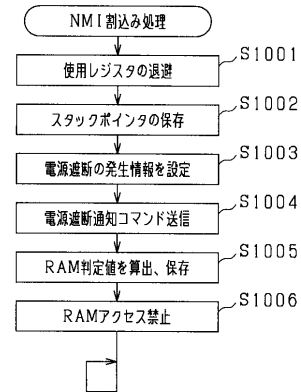 NMI割込み処理
S1001
使用レジスタの退避
S1002
スタックポインタの保存
S1003
電源遮断の発生情報を設定
S1004
電源遮断通知コマンド送信
S1005
RAM判定値を算出、保存
S1006
RAMアクセス禁止